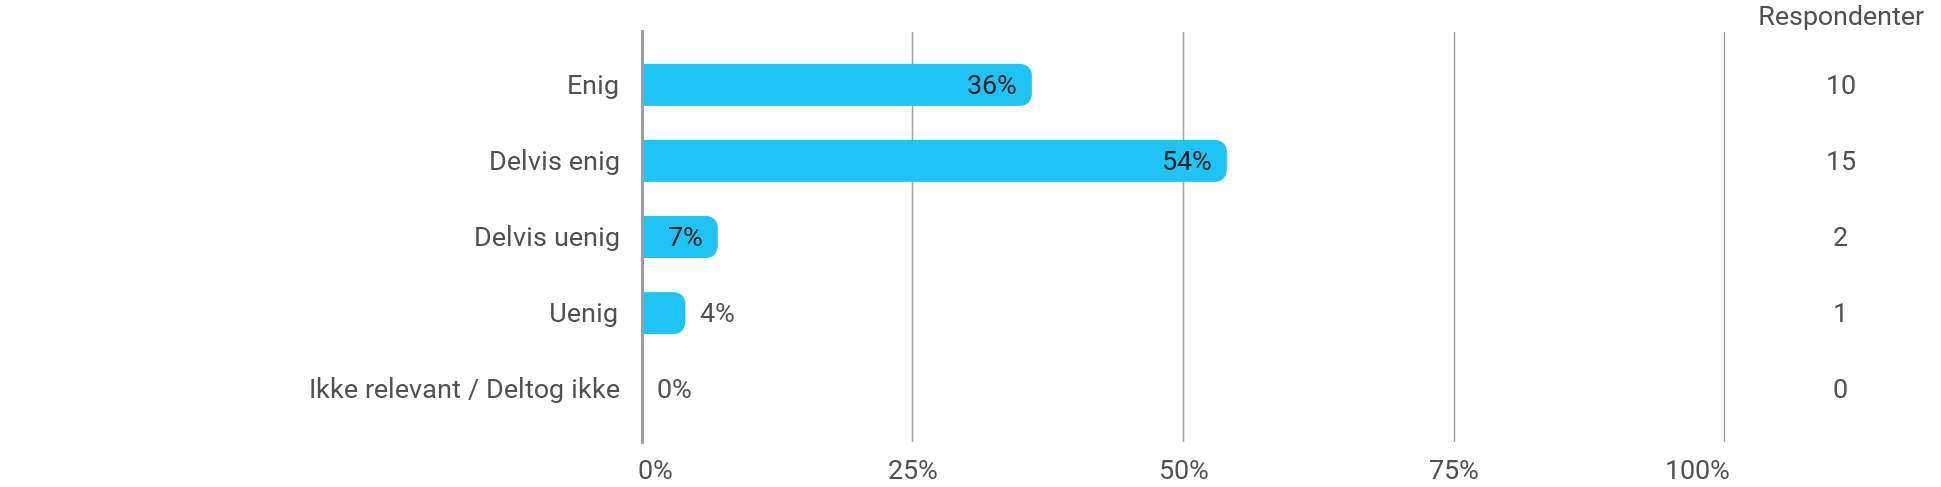 Respondenter
Enig 36% 10
Delvis enig 54% 15
Delvis uenig 7% 2
Uenig 4% 1
Ikke relevant / Deltog ikke 0% 0
0% 25% 50% 75% 100%